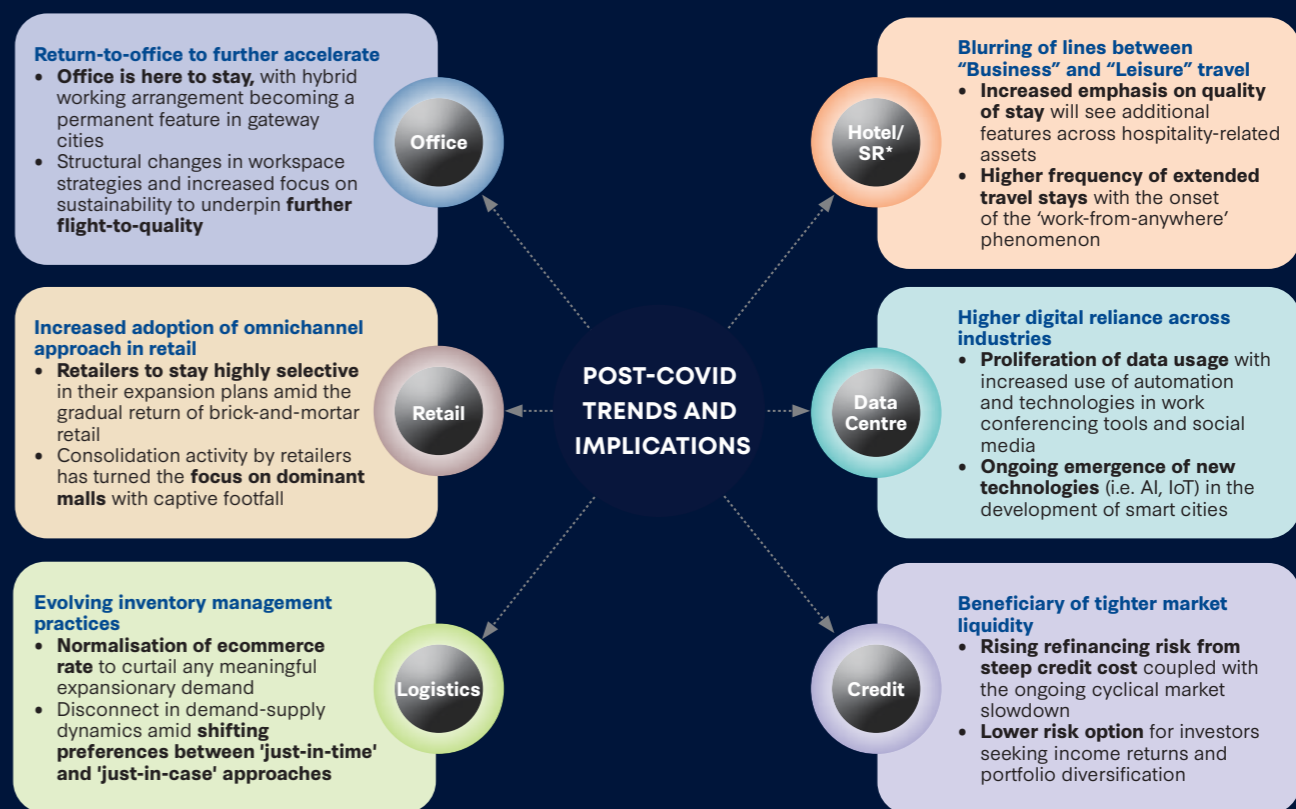 Return-to-office to further accelerate
• Office is here to stay, with hybrid
working arrangement becoming a
permanent feature in gateway
cities
• Structural changes in workspace
strategies and increased focus on
sustainability to underpin further
flight-to-quality
Office
Blurring of lines between
“Business” and “Leisure” travel
• Increased emphasis on quality
of stay will see additional
features across hospitality-related
assets
• Higher frequency of extended
travel stays with the onset
of the ‘work-from-anywhere’
phenomenon
Hotel/
SR*
Increased adoption of omnichannel
approach in retail
• Retailers to stay highly selective
in their expansion plans amid the
gradual return of brick-and-mortar
retail
• Consolidation activity by retailers
has turned the focus on dominant
malls with captive footfall
Retail
POST-COVID
TRENDS AND
IMPLICATIONS
Data
Centre
Higher digital reliance across
industries
• Proliferation of data usage with
increased use of automation
and technologies in work
conferencing tools and social
media
• Ongoing emergence of new
technologies (i.e. AI, IoT) in the
development of smart cities
Evolving inventory management
practices
• Normalisation of ecommerce
rate to curtail any meaningful
expansionary demand
• Disconnect in demand-supply
dynamics amid shifting
preferences between 'just-in-time'
and 'just-in-case' approaches
Logistics
Credit
Beneficiary of tighter market
liquidity
• Rising refinancing risk from
steep credit cost coupled with
the ongoing cyclical market
slowdown
• Lower risk option for investors
seeking income returns and
portfolio diversification